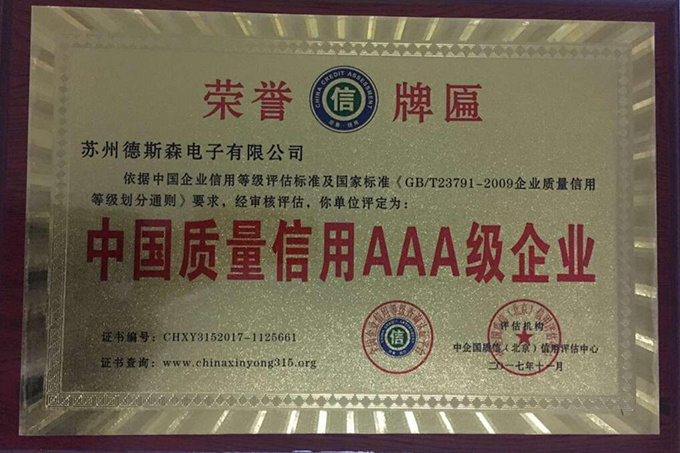 荣誉
CHINA CREDIT ASSESSMENT
信
牌匾
苏州德斯森电子有限公司
依据中国企业信用等级评估标准及国家标准《GB/T23791-2009企业质量信用
等级划分通则》要求，经审核评估，你单位评定为：
中国质量信用AAA级企业
证书编号：CHXY3152017-1125661
证书查询：www.chinaxinyong315.org
信
评估机构
中企国质信（北京）信用评估中心
二〇一七年十一月